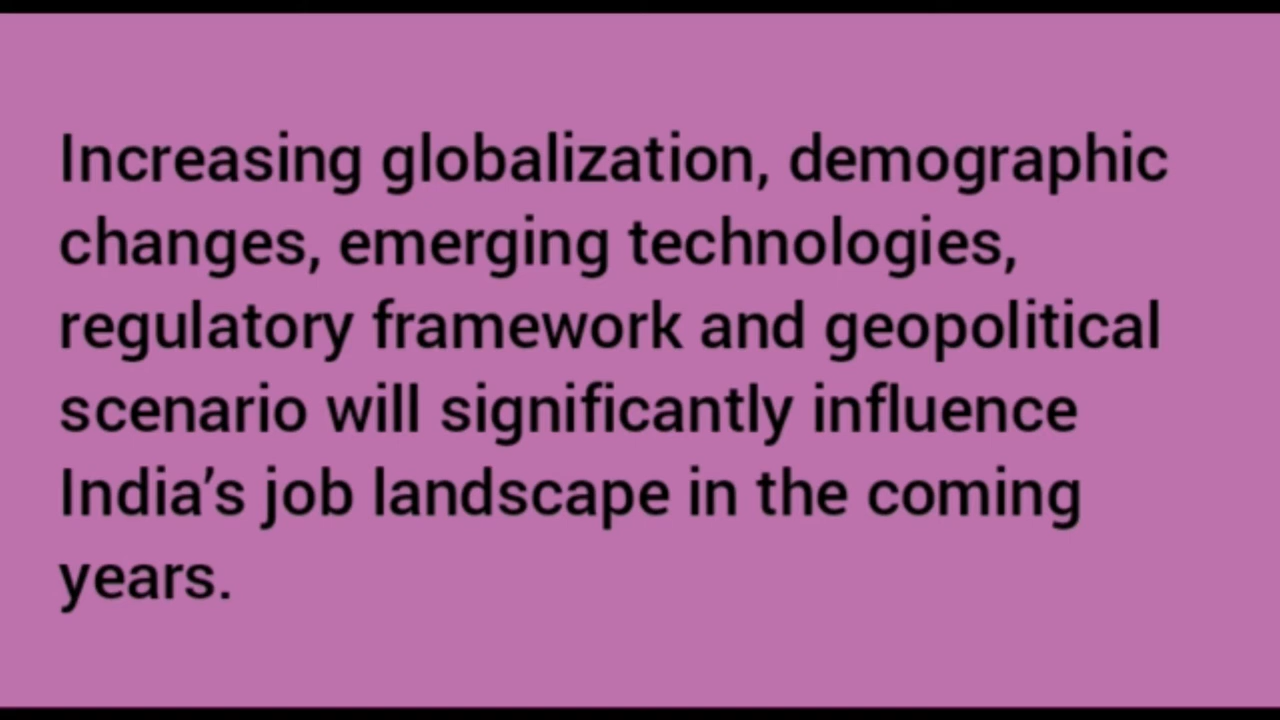 Increasing globalization, demographic
changes, emerging technologies,
regulatory framework and geopolitical
scenario will significantly influence
India's job landscape in the coming
years.